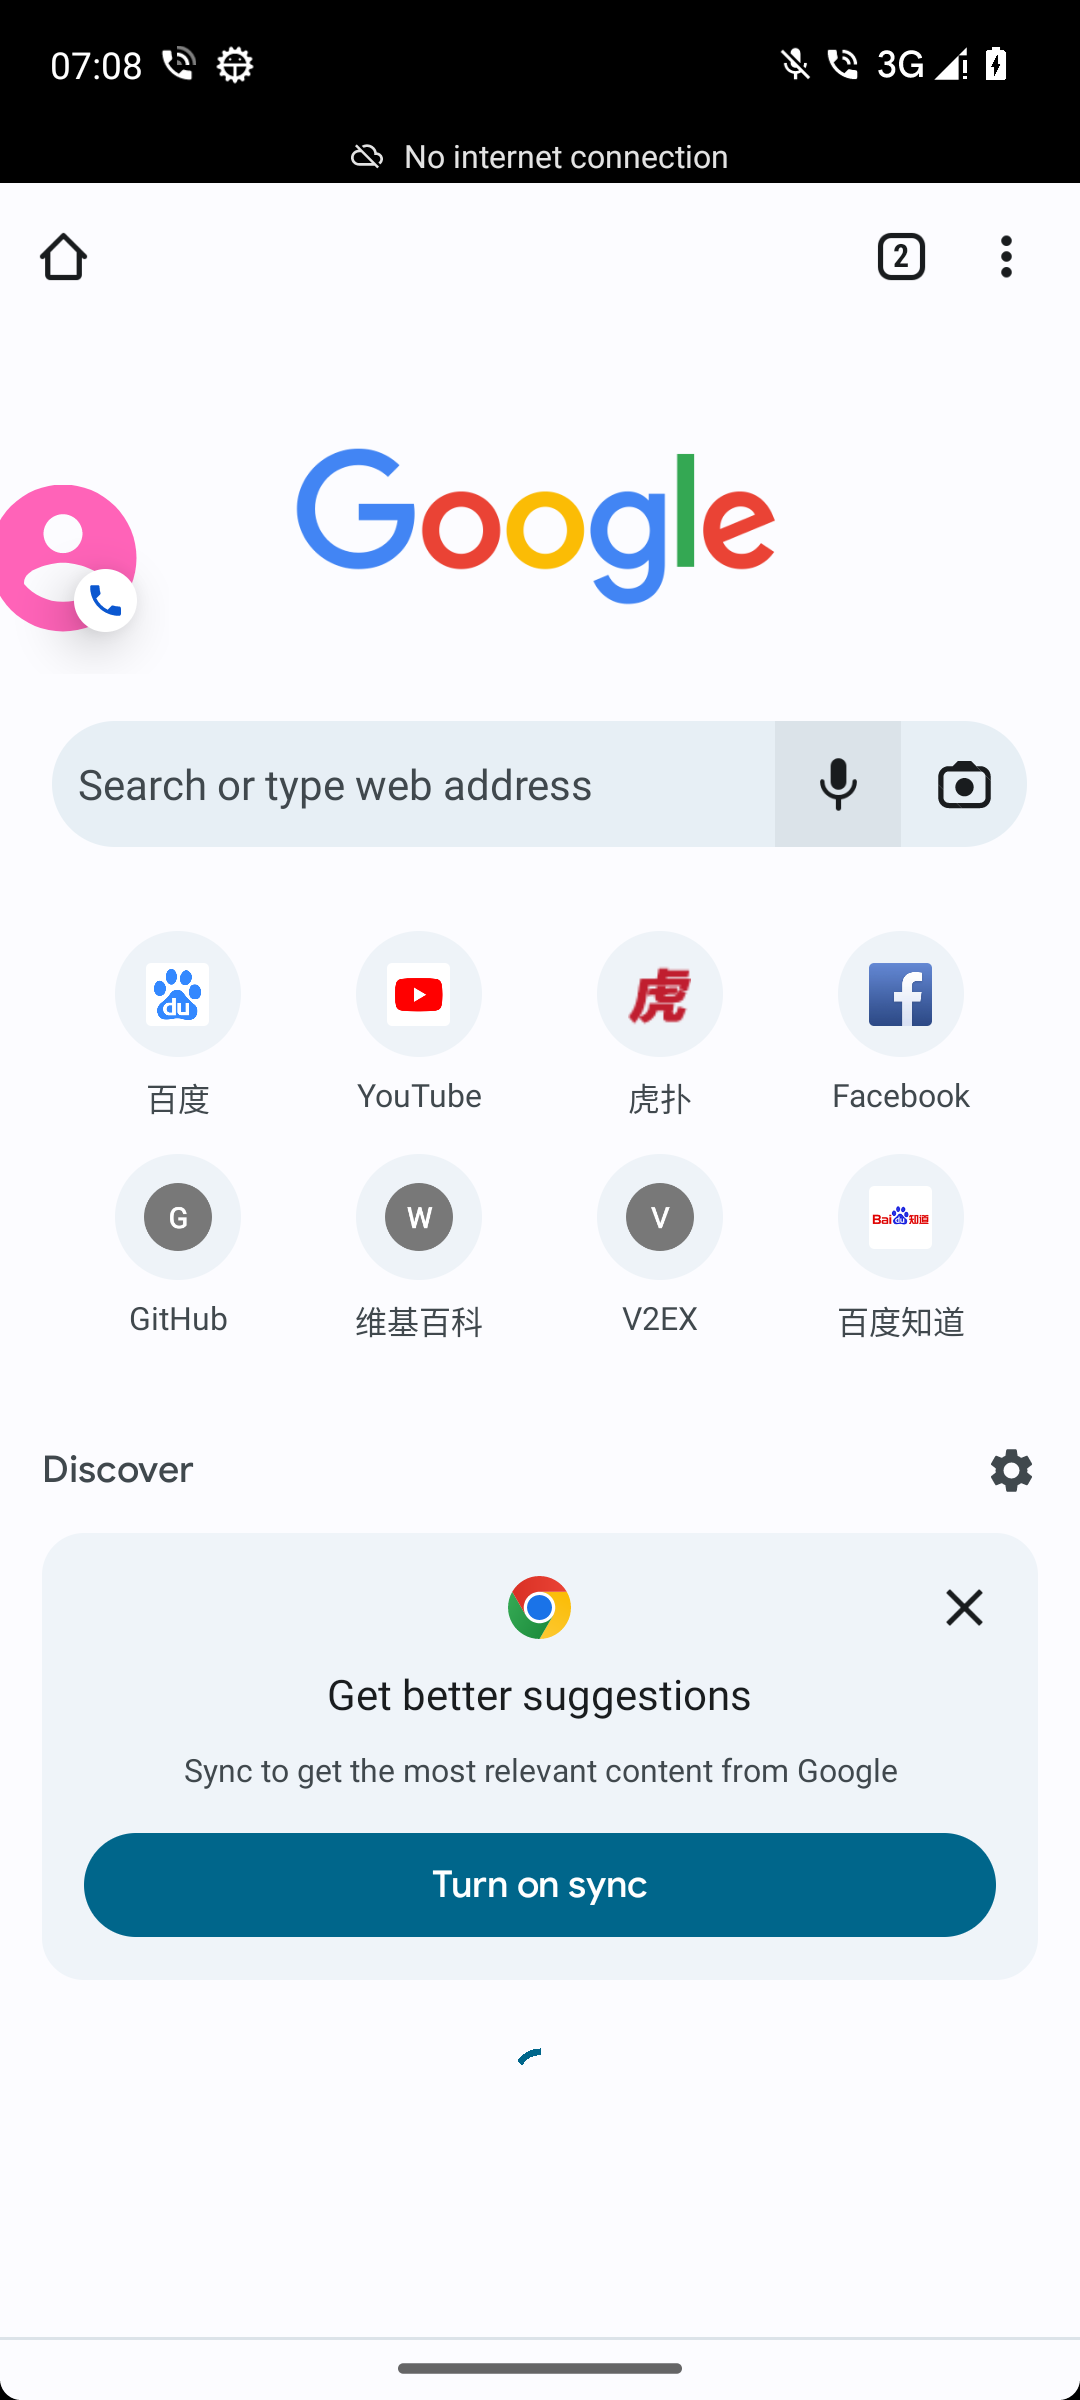 07:08
3G
No internet connection
2
Google
Search or type web address
du
虎
f
百度
YouTube
虎扑
Facebook
G
W
V
Bai du 知道
GitHub
维基百科
V2EX
百度知道
Discover
Get better suggestions
Sync to get the most relevant content from Google
Turn on sync